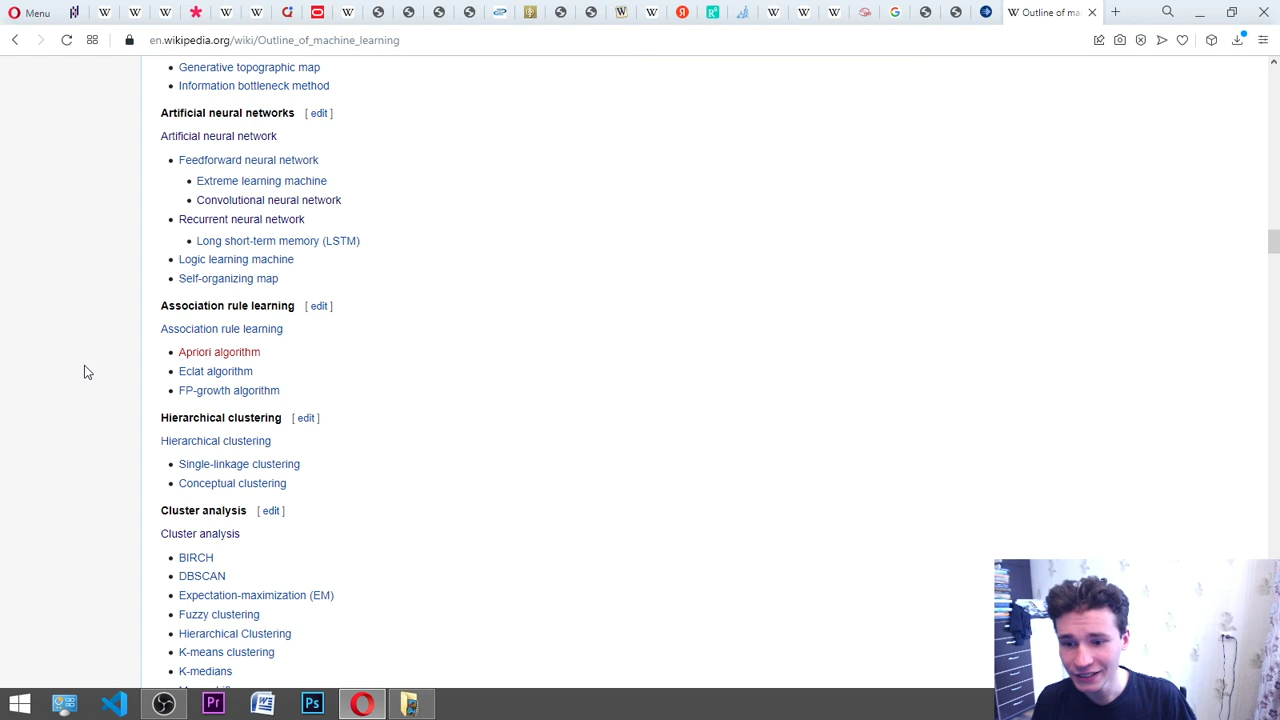 Menu
Outline of ma
en.wikipedia.org/wiki/Outline_of_machine_learning
Generative topographic map
Information bottleneck method
Artificial neural networks [ edit ]
Artificial neural network
Feedforward neural network
Extreme learning machine
Convolutional neural network
Recurrent neural network
Long short-term memory (LSTM)
Logic learning machine
Self-organizing map
Association rule learning [ edit ]
Association rule learning
Apriori algorithm
Eclat algorithm
FP-growth algorithm
Hierarchical clustering [ edit ]
Hierarchical clustering
Single-linkage clustering
Conceptual clustering
Cluster analysis [ edit ]
Cluster analysis
BIRCH
DBSCAN
Expectation-maximization (EM)
Fuzzy clustering
Hierarchical Clustering
K-means clustering
K-medians
Pr
Ps